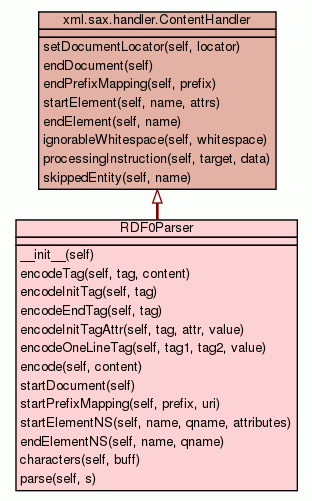 xml.sax.handler.ContentHandler
setDocumentLocator(self, locator)
endDocument(self)
endPrefixMapping(self, prefix)
startElement(self, name, attrs)
endElement(self, name)
ignorableWhitespace(self, whitespace)
processingInstruction(self, target, data)
skippedEntity(self, name)
RDF0Parser
__init__(self)
encodeTag(self, tag, content)
encodeInitTag(self, tag)
encodeEndTag(self, tag)
encodeInitTagAttr(self, tag, attr, value)
encodeOneLineTag(self, tag1, tag2, value)
encode(self, content)
startDocument(self)
startPrefixMapping(self, prefix, uri)
startElementNS(self, name, qname, attributes)
endElementNS(self, name, qname)
characters(self, buff)
parse(self, s)